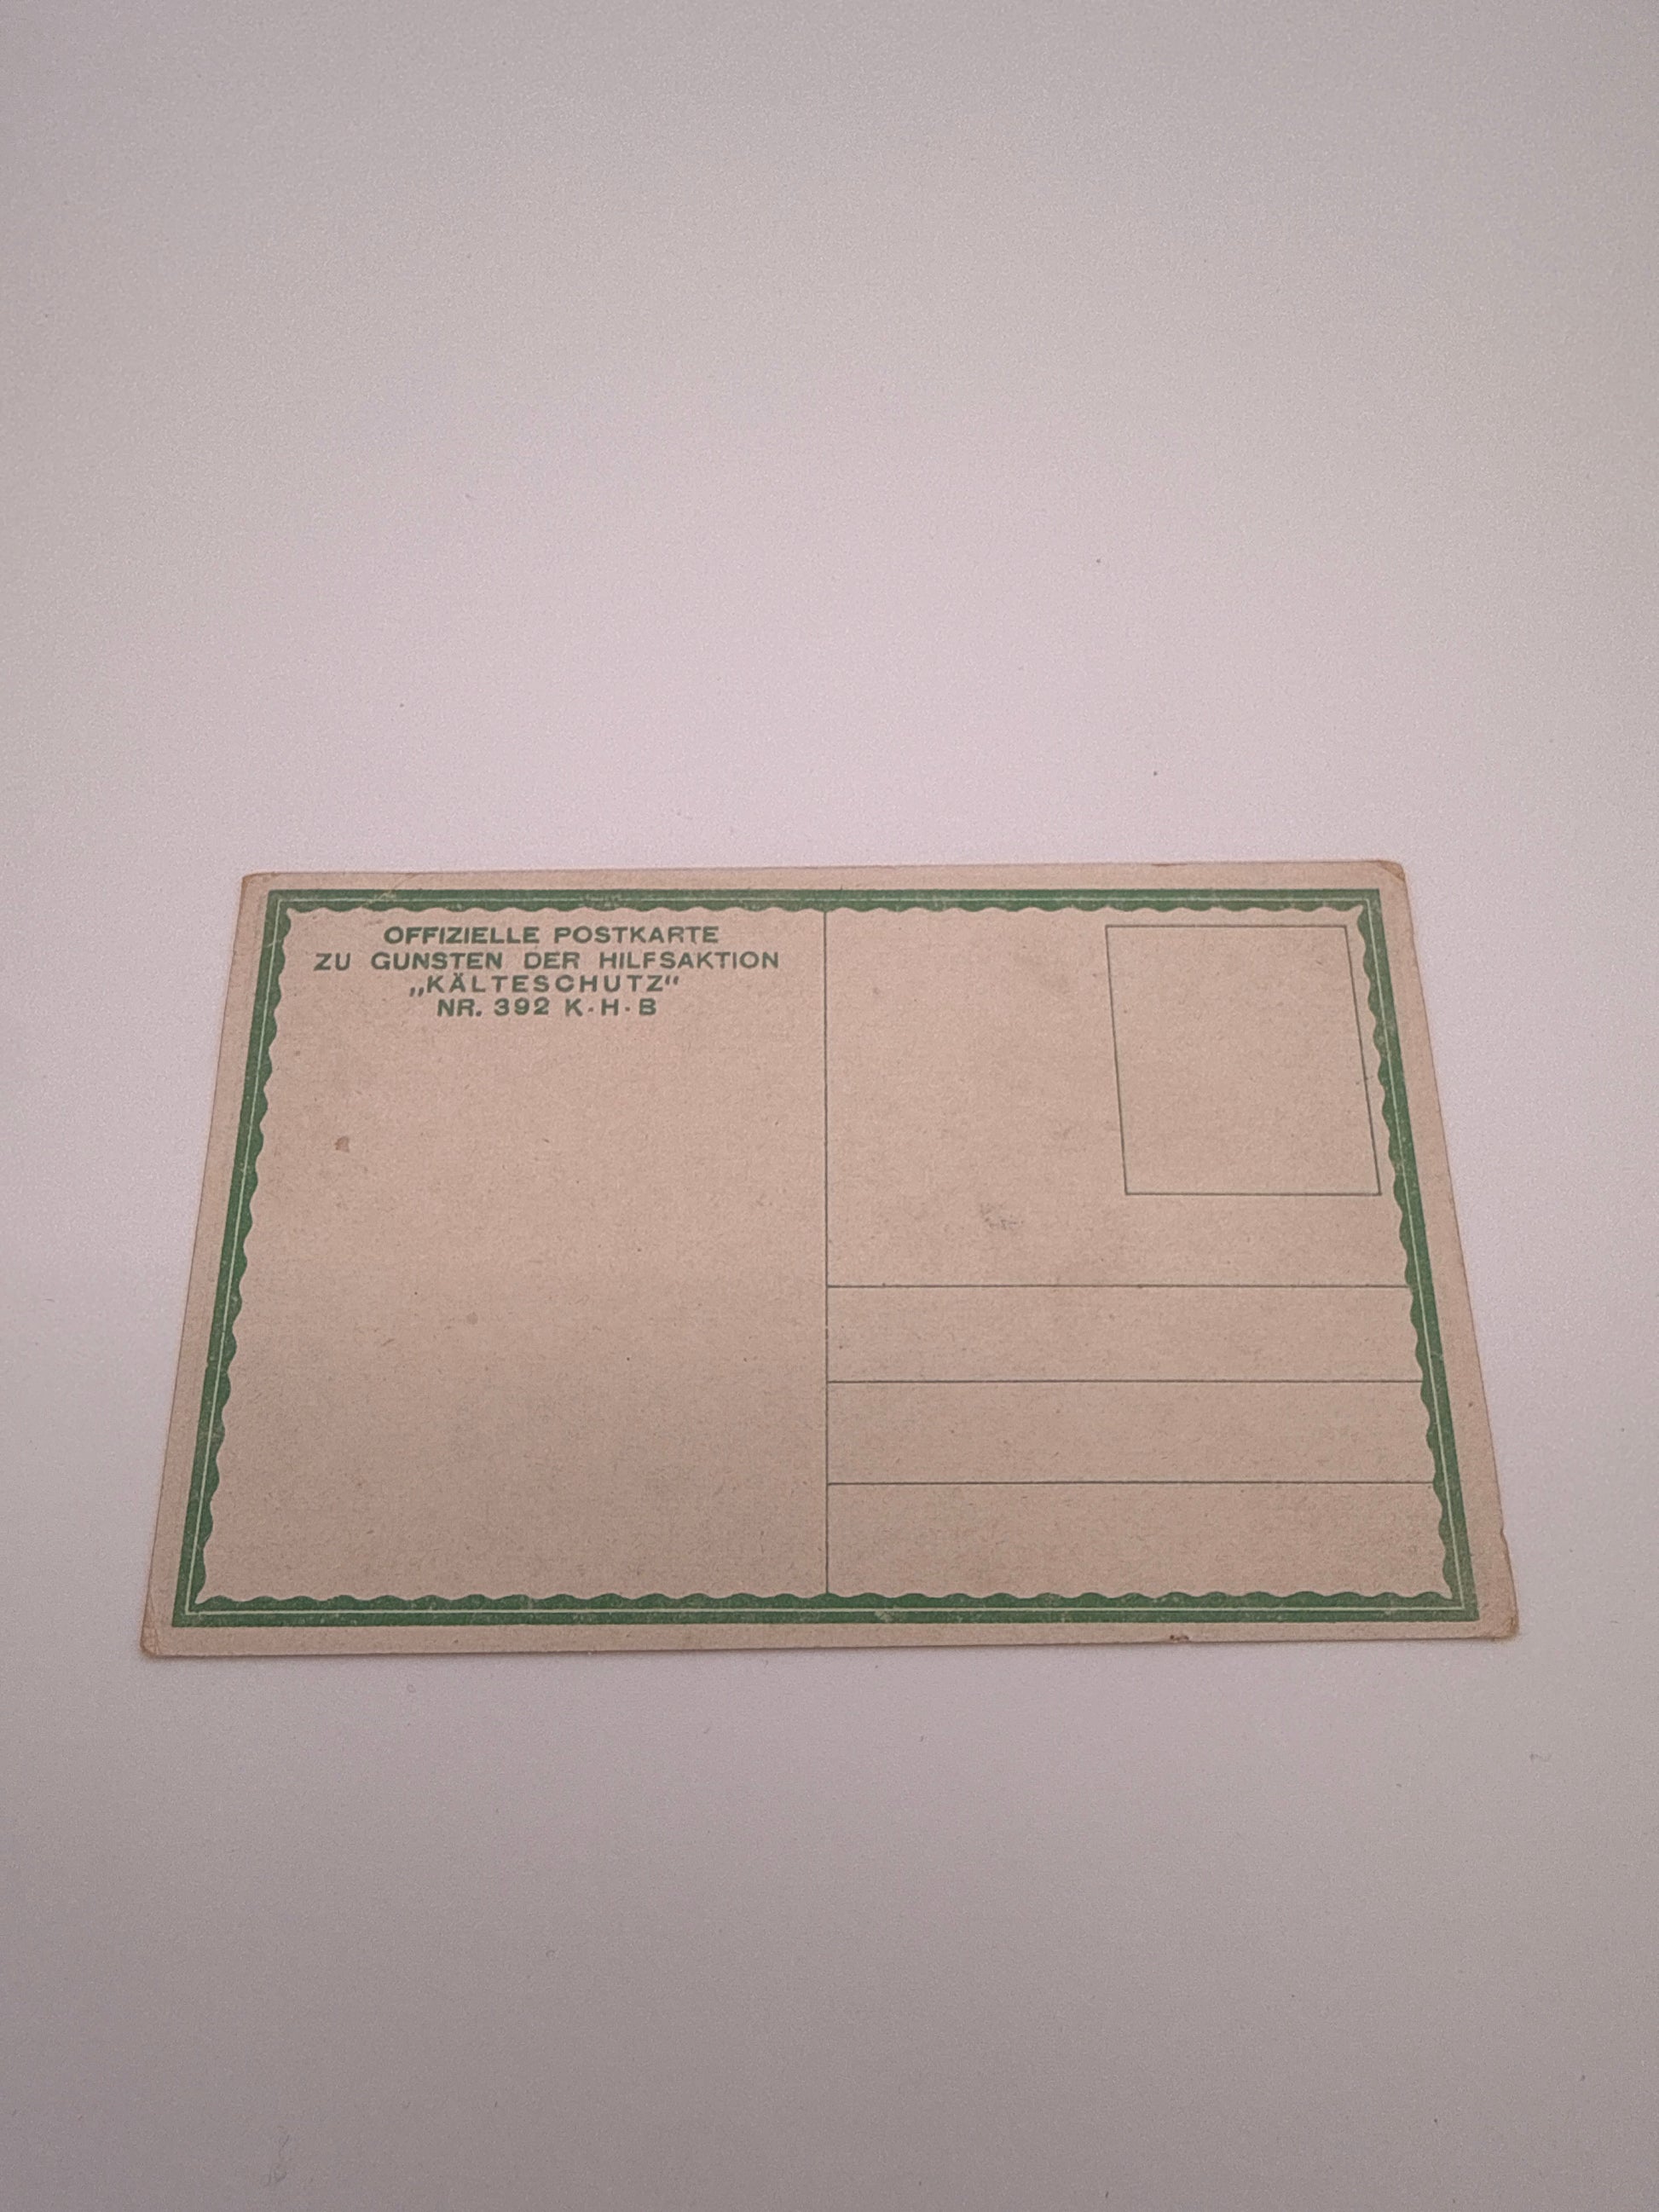 OFFIZIELLE POSTKARTE
ZU GUNSTEN DER HILFSAKTION
„KÄLTESCHUTZ“
NR. 392 K·H·B